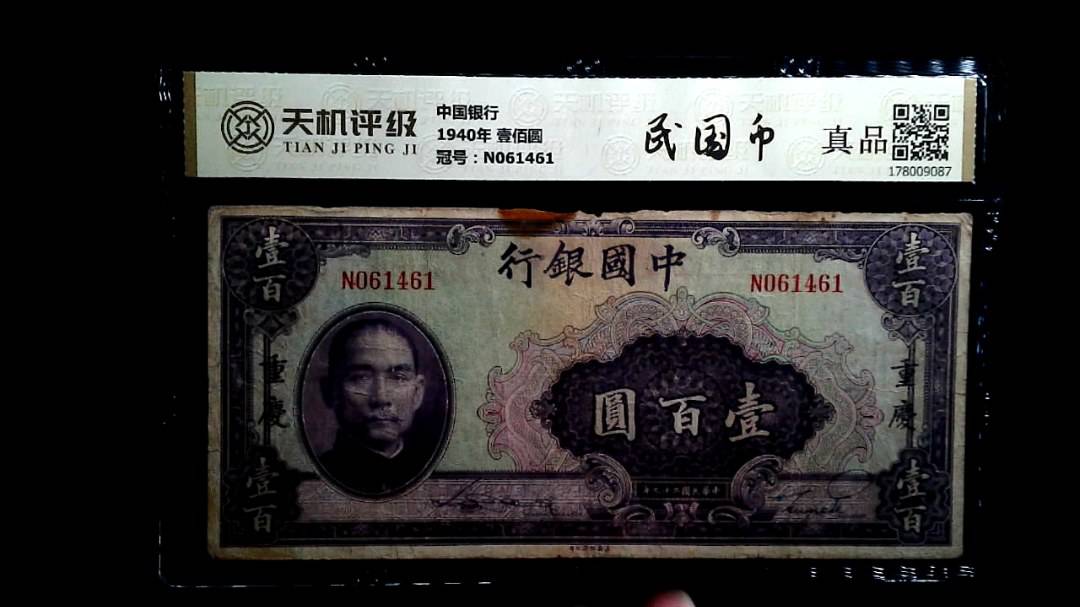 天机评级
TIAN JI PING JI
中国银行
1940年 壹佰圆
冠号：N061461
民国币
真品
178009087
行銀國中
壹百
壹百
N061461
N061461
重慶
重慶
圓百壹
壹百
壹百